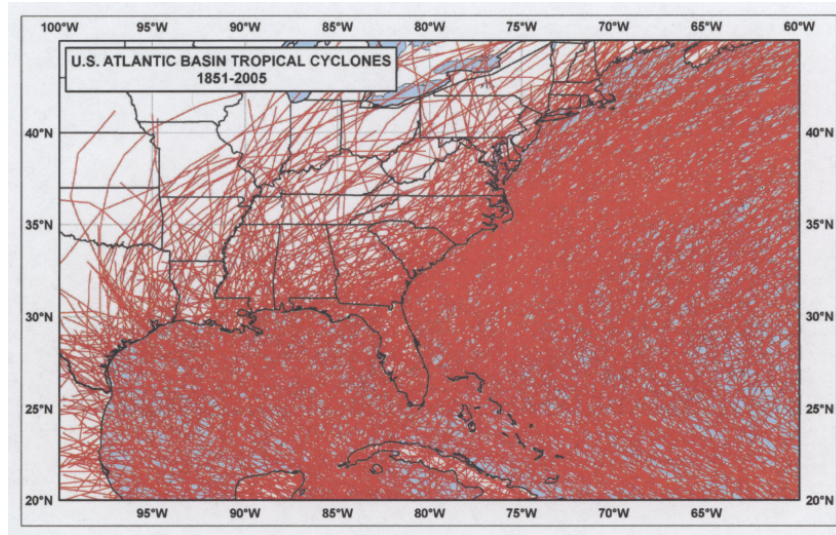 100°W 95°W 90°W 85°W 80°W 75°W 70°W 65°W 60°W
U.S. ATLANTIC BASIN TROPICAL CYCLONES
1851-2005
40°N 40°N
35°N 35°N
30°N 30°N
25°N 25°N
20°N 20°N
95°W 90°W 85°W 80°W 75°W 70°W 65°W